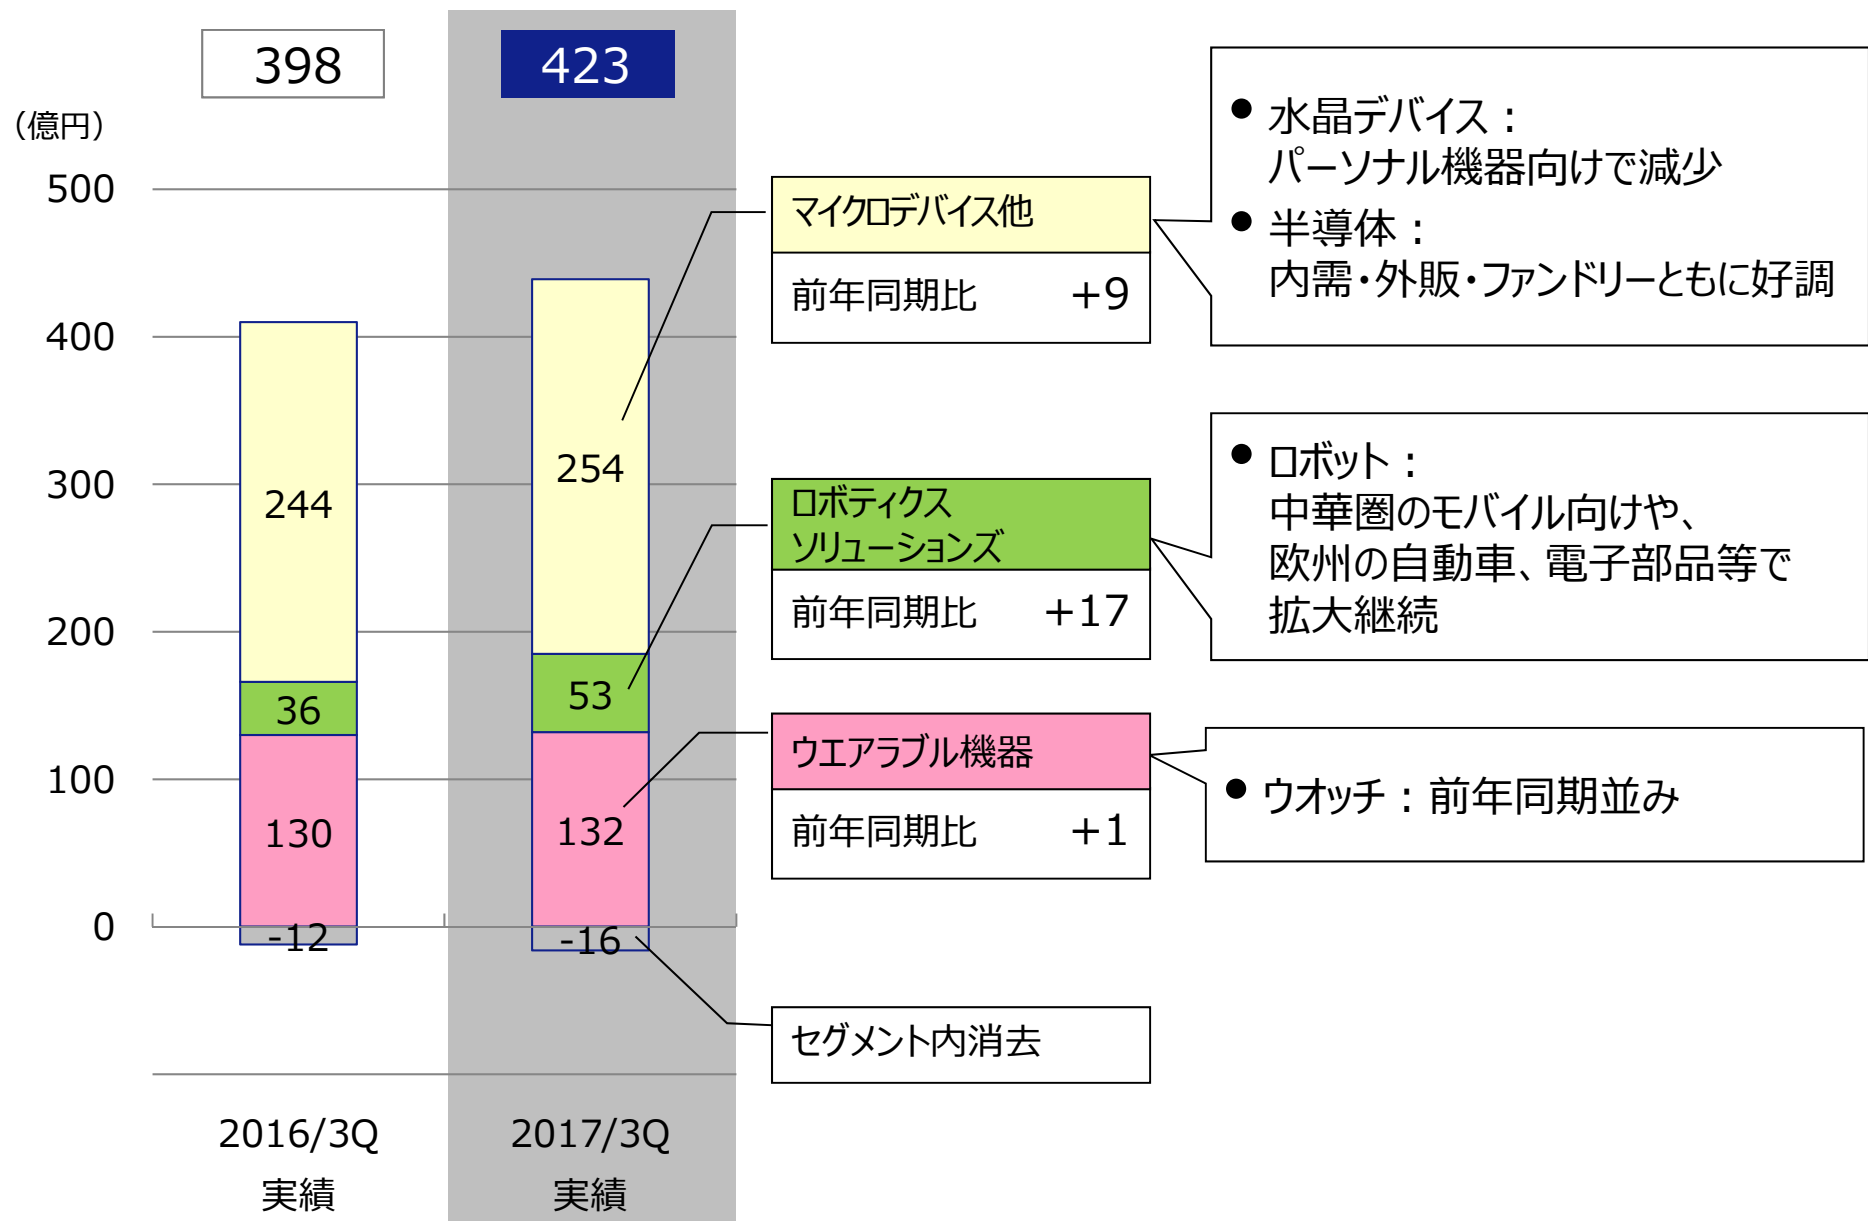 398
423
(億円)
500
400
300
200
100
0
244
36
130
-12
254
53
132
-16
2016/3Q
実績
2017/3Q
実績
マイクロデバイス他
前年同期比 +9
ロボティクス
ソリューションズ
前年同期比 +17
ウエアラブル機器
前年同期比 +1
セグメント内消去
● 水晶デバイス：
パーソナル機器向けで減少
● 半導体：
内需・外販・ファンドリーともに好調
● ロボット：
中華圏のモバイル向けや、
欧州の自動車、電子部品等で
拡大継続
● ウオッチ：前年同期並み